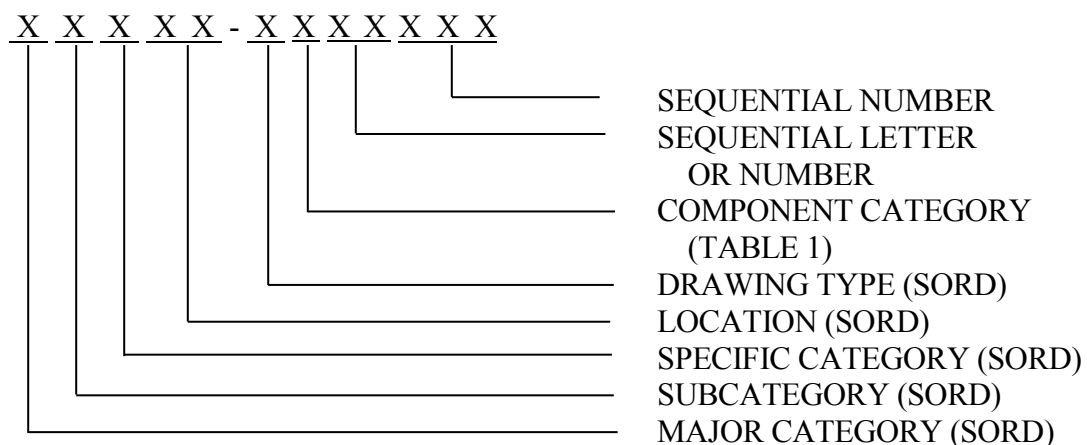 X X X X X - X X X X X X X
SEQUENTIAL NUMBER
SEQUENTIAL LETTER
OR NUMBER
COMPONENT CATEGORY
(TABLE 1)
DRAWING TYPE (SORD)
LOCATION (SORD)
SPECIFIC CATEGORY (SORD)
SUBCATEGORY (SORD)
MAJOR CATEGORY (SORD)